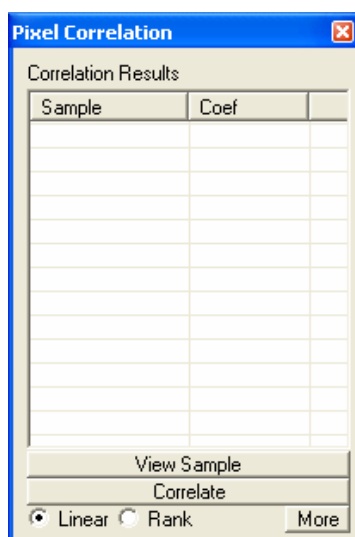 Pixel Correlation
Correlation Results
Sample Coef
View Sample
Correlate
Linear Rank More